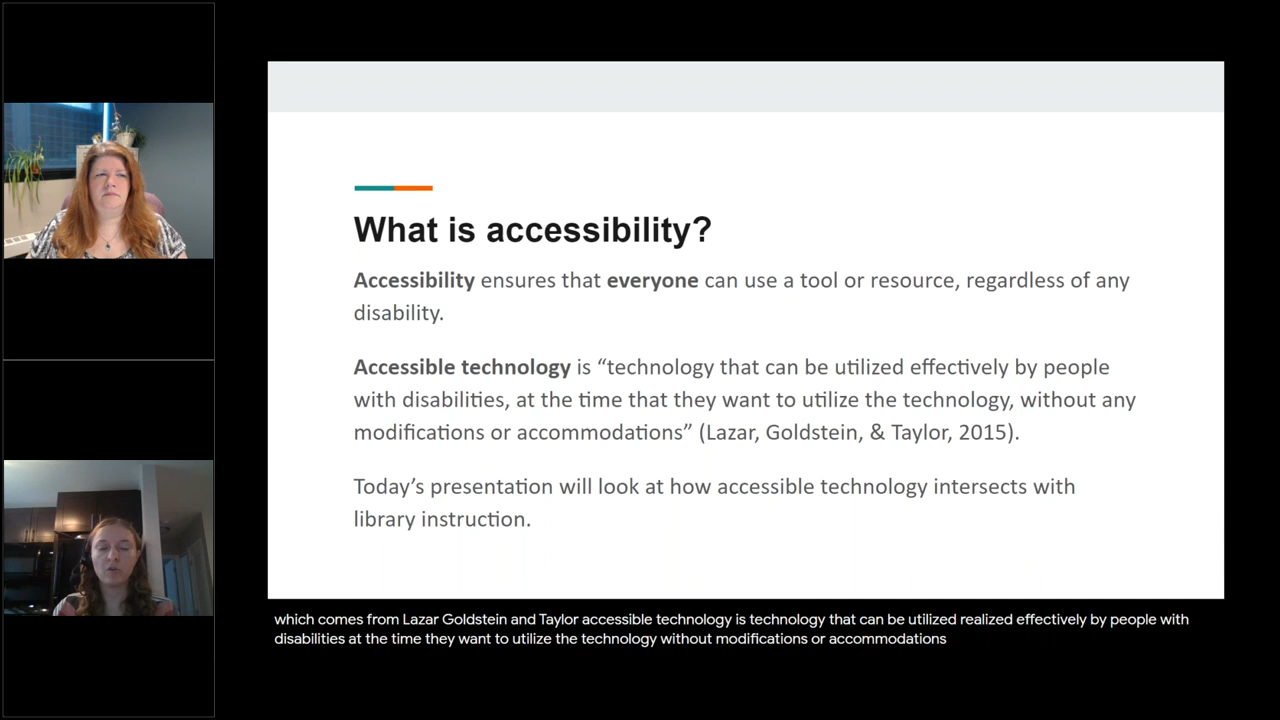 What is accessibility?
Accessibility ensures that everyone can use a tool or resource, regardless of any
disability.
Accessible technology is “technology that can be utilized effectively by people
with disabilities, at the time that they want to utilize the technology, without any
modifications or accommodations” (Lazar, Goldstein, & Taylor, 2015).
Today’s presentation will look at how accessible technology intersects with
library instruction.
which comes from Lazar Goldstein and Taylor accessible technology is technology that can be utilized realized effectively by people with
disabilities at the time they want to utilize the technology without modifications or accommodations